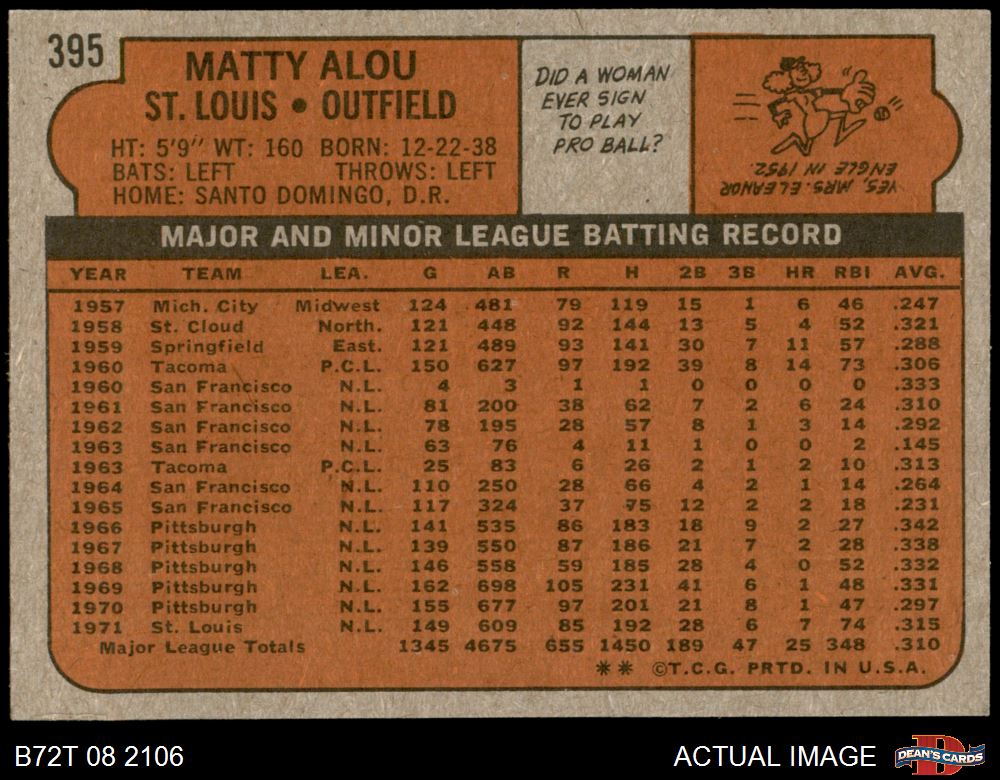 395
MATTY ALOU
ST. LOUIS • OUTFIELD
HT: 5'9" WT: 160 BORN: 12-22-38
BATS: LEFT THROWS: LEFT
HOME: SANTO DOMINGO, D.R.
DID A WOMAN
EVER SIGN
TO PLAY
PRO BALL?
YES, MRS. ELEANOR
ENGLE IN 1952.
MAJOR AND MINOR LEAGUE BATTING RECORD
YEAR TEAM LEA. G AB R H 2B 3B HR RBI AVG.
1957 Mich. City Midwest 124 481 79 119 15 1 6 46 .247
1958 St. Cloud North. 121 448 92 144 13 5 4 52 .321
1959 Springfield East. 121 489 93 141 30 7 11 57 .288
1960 Tacoma P.C.L. 150 627 97 192 39 8 14 73 .306
1960 San Francisco N.L. 4 3 1 1 0 0 0 0 .333
1961 San Francisco N.L. 81 200 38 62 7 2 6 24 .310
1962 San Francisco N.L. 78 195 28 57 8 1 3 14 .292
1963 San Francisco N.L. 63 76 4 11 1 0 0 2 .145
1963 Tacoma P.C.L. 25 83 6 26 2 1 2 10 .313
1964 San Francisco N.L. 110 250 28 66 4 2 1 14 .264
1965 San Francisco N.L. 117 324 37 75 12 2 2 18 .231
1966 Pittsburgh N.L. 141 535 86 183 18 9 2 27 .342
1967 Pittsburgh N.L. 139 550 87 186 21 7 2 28 .338
1968 Pittsburgh N.L. 146 558 59 185 28 4 0 52 .332
1969 Pittsburgh N.L. 162 698 105 231 41 6 1 48 .331
1970 Pittsburgh N.L. 155 677 97 201 21 8 1 47 .297
1971 St. Louis N.L. 149 609 85 192 28 6 7 74 .315
Major League Totals 1345 4675 655 1450 189 47 25 348 .310
** ©T.C.G. PRTD. IN U.S.A.
B72T 08 2106
ACTUAL IMAGE
D
DEAN'S CARDS